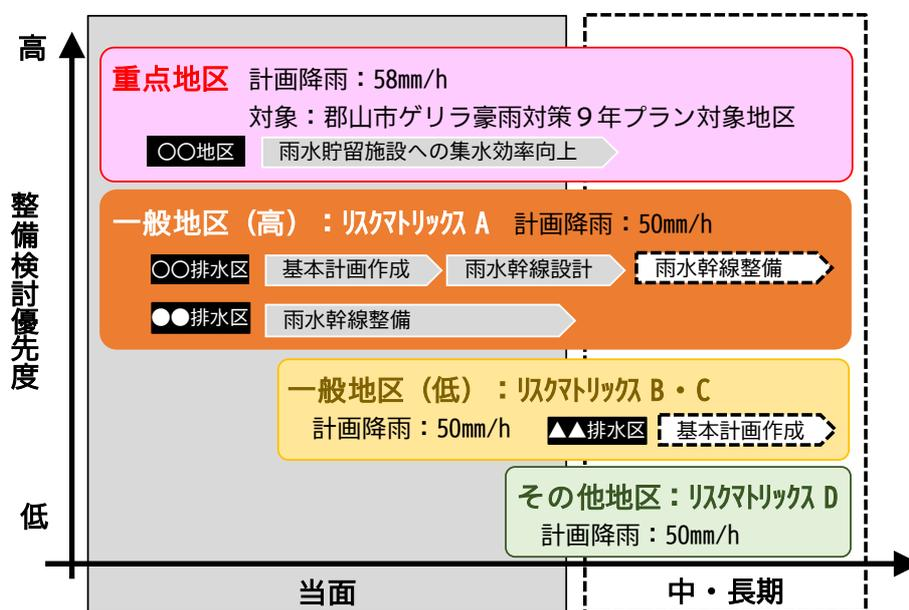 高
整備検討優先度
低
重点地区 計画降雨：58mm/h
対象：郡山市ゲリラ豪雨対策９年プラン対象地区
〇〇地区 雨水貯留施設への集水効率向上
一般地区（高）：ﾘｽｸﾏﾄﾘｯｸｽ A 計画降雨：50mm/h
〇〇排水区 基本計画作成 雨水幹線設計 雨水幹線整備
●●排水区 雨水幹線整備
一般地区（低）：ﾘｽｸﾏﾄﾘｯｸｽ B・C
計画降雨：50mm/h ▲▲排水区 基本計画作成
その他地区：ﾘｽｸﾏﾄﾘｯｸｽ D
計画降雨：50mm/h
当面 中・長期